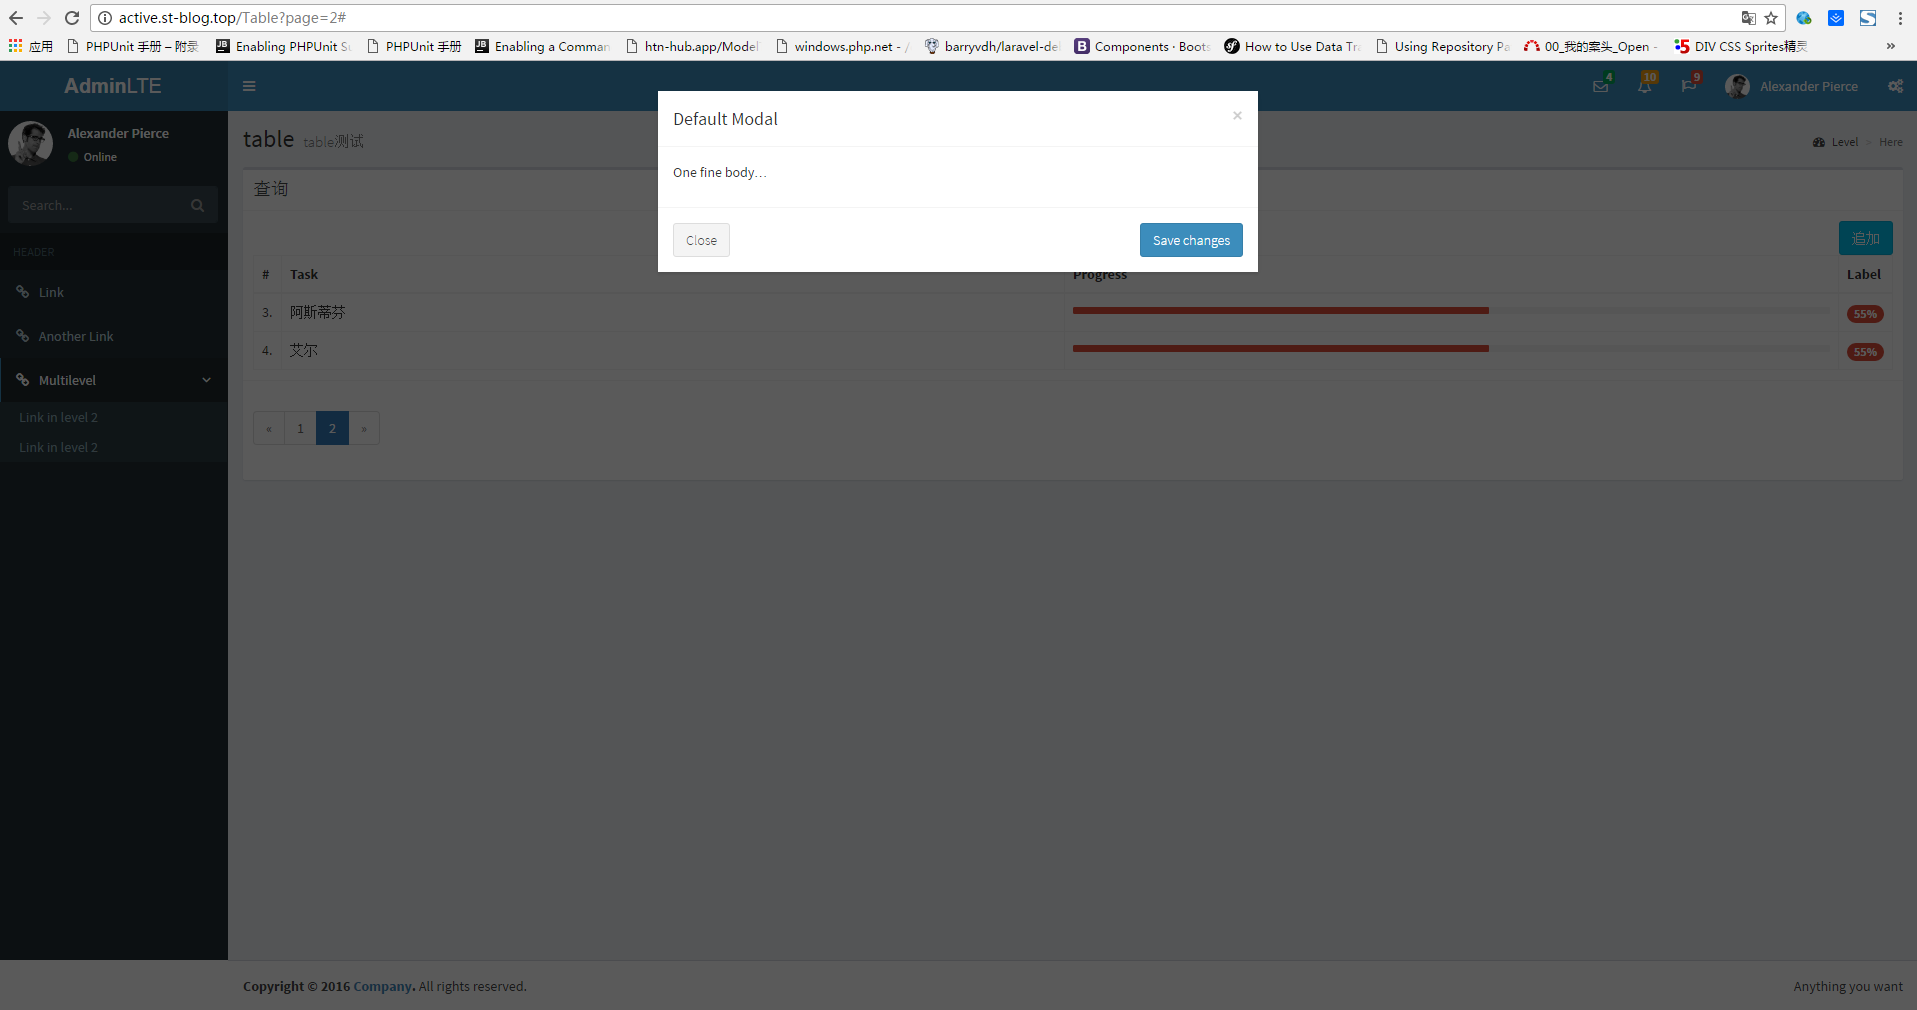 active.st-blog.top/Table?page=2#
应用 PHPUnit 手册 – 附录 Enabling PHPUnit Su PHPUnit 手册 Enabling a Comman htn-hub.app/Model windows.php.net - / barryvdh/laravel-de Components · Boots How to Use Data Tra Using Repository Pa 00_我的案头_Open - DIV CSS Sprites精灵 »
AdminLTE
4 10 9 Alexander Pierce
Alexander Pierce
Online
Search...
HEADER
Link
Another Link
Multilevel
Link in level 2
Link in level 2
table table测试
Level > Here
Default Modal ×
One fine body…
Close Save changes
查询
追加
# Task Progress Label
3. 阿斯蒂芬 55%
4. 艾尔 55%
« 1 2 »
Copyright © 2016 Company. All rights reserved.
Anything you want